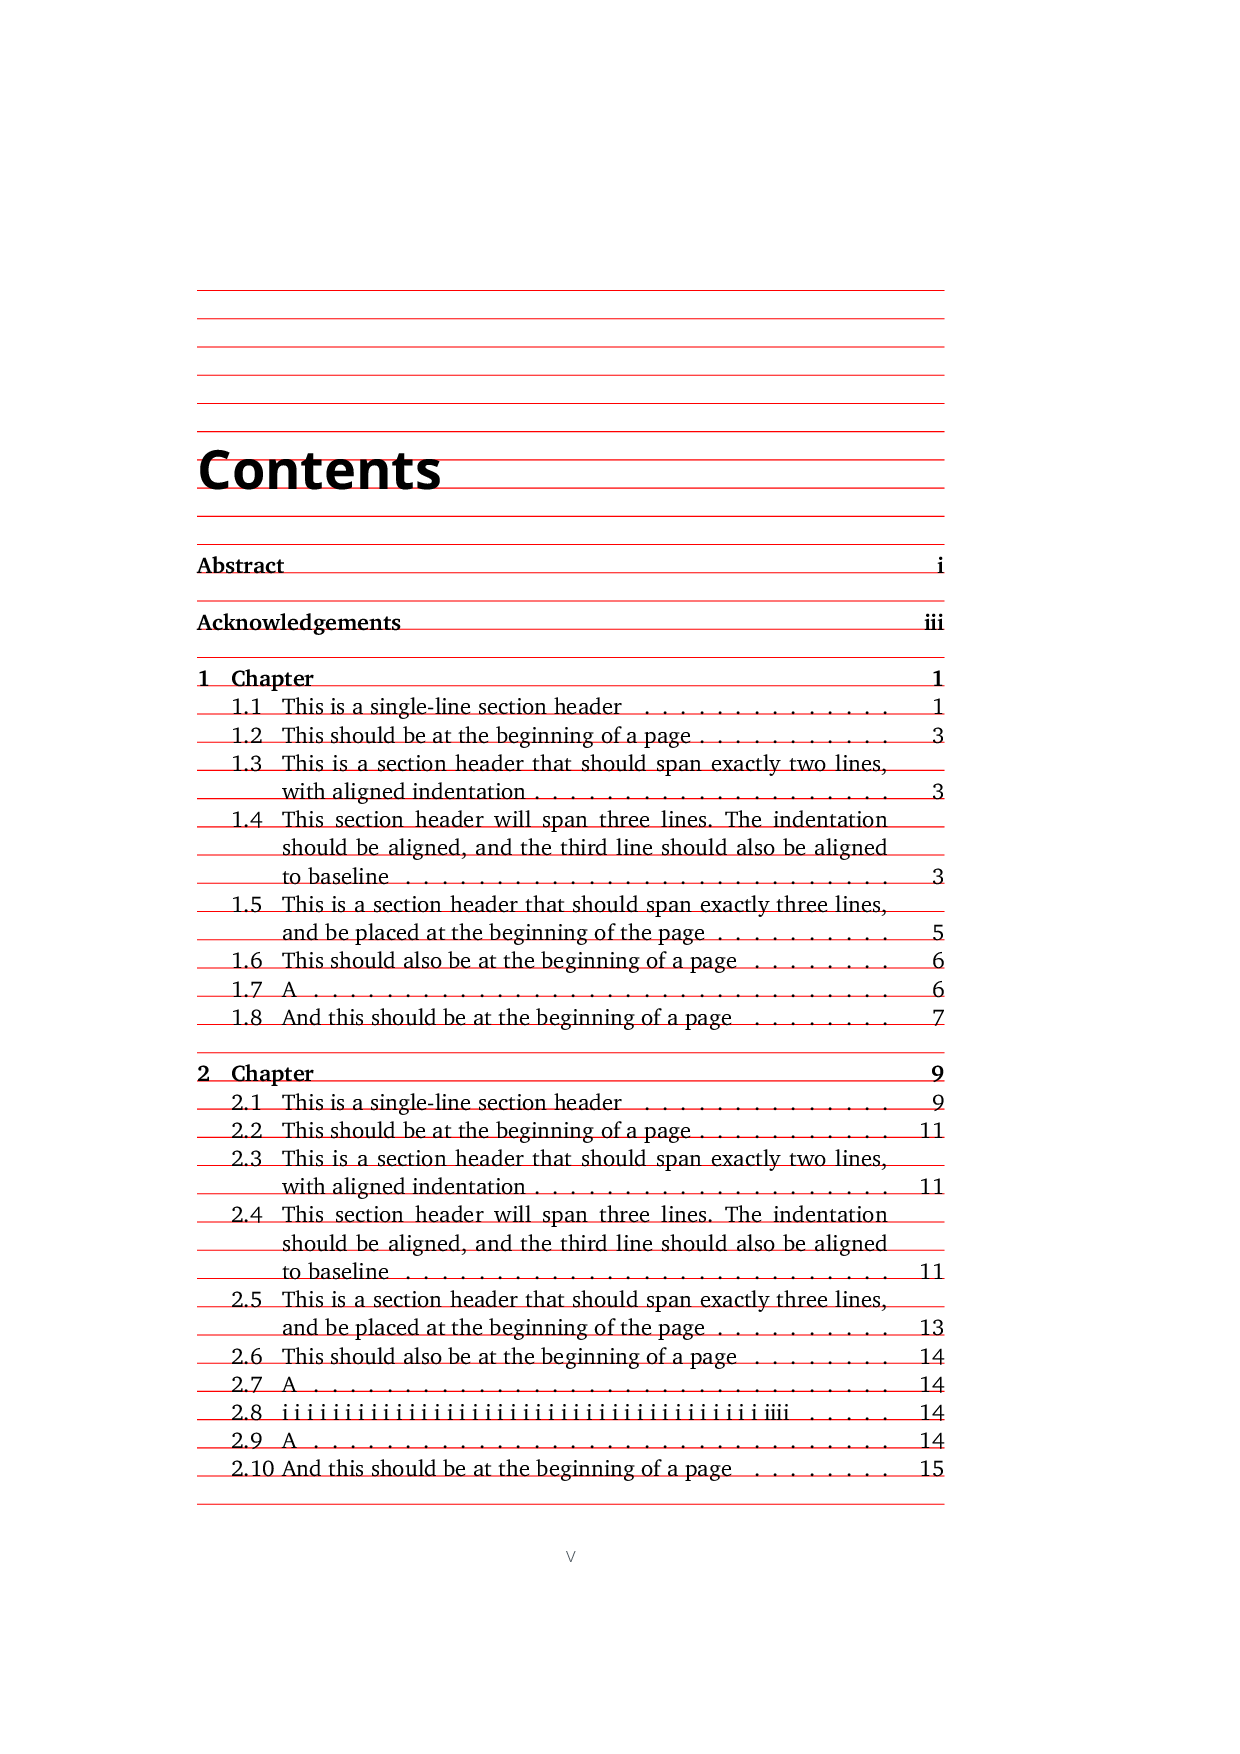 Contents
Abstract i
Acknowledgements iii
1 Chapter 1
1.1 This is a single-line section header . . . . . . . . . . . . . . 1
1.2 This should be at the beginning of a page . . . . . . . . . . . 3
1.3 This is a section header that should span exactly two lines,
with aligned indentation . . . . . . . . . . . . . . . . . . . . 3
1.4 This section header will span three lines. The indentation
should be aligned, and the third line should also be aligned
to baseline . . . . . . . . . . . . . . . . . . . . . . . . . . . 3
1.5 This is a section header that should span exactly three lines,
and be placed at the beginning of the page . . . . . . . . . . 5
1.6 This should also be at the beginning of a page . . . . . . . . 6
1.7 A . . . . . . . . . . . . . . . . . . . . . . . . . . . . . . . . 6
1.8 And this should be at the beginning of a page . . . . . . . . 7
2 Chapter 9
2.1 This is a single-line section header . . . . . . . . . . . . . . 9
2.2 This should be at the beginning of a page . . . . . . . . . . . 11
2.3 This is a section header that should span exactly two lines,
with aligned indentation . . . . . . . . . . . . . . . . . . . . 11
2.4 This section header will span three lines. The indentation
should be aligned, and the third line should also be aligned
to baseline . . . . . . . . . . . . . . . . . . . . . . . . . . . 11
2.5 This is a section header that should span exactly three lines,
and be placed at the beginning of the page . . . . . . . . . . 13
2.6 This should also be at the beginning of a page . . . . . . . . 14
2.7 A . . . . . . . . . . . . . . . . . . . . . . . . . . . . . . . . 14
2.8 i i i i i i i i i i i i i i i i i i i i i i i i i i i i i i i i i i i i i i iiii . . . . . 14
2.9 A . . . . . . . . . . . . . . . . . . . . . . . . . . . . . . . . 14
2.10 And this should be at the beginning of a page . . . . . . . . 15
v